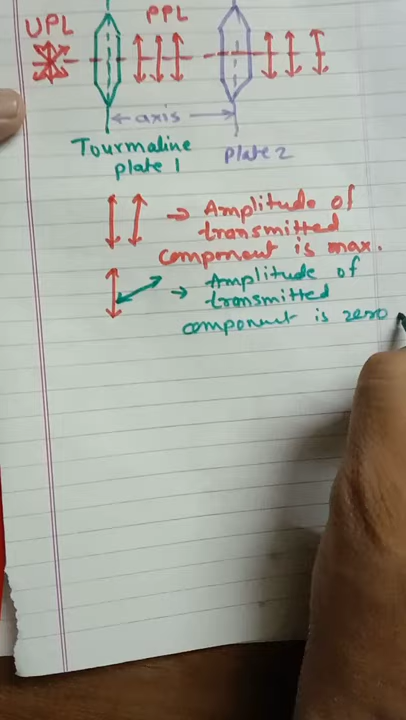 UPL
PPL
axis
Tourmaline
plate 1
plate 2
→ Amplitude of
transmitted
component is max.
→ Amplitude of
transmitted
component is zero